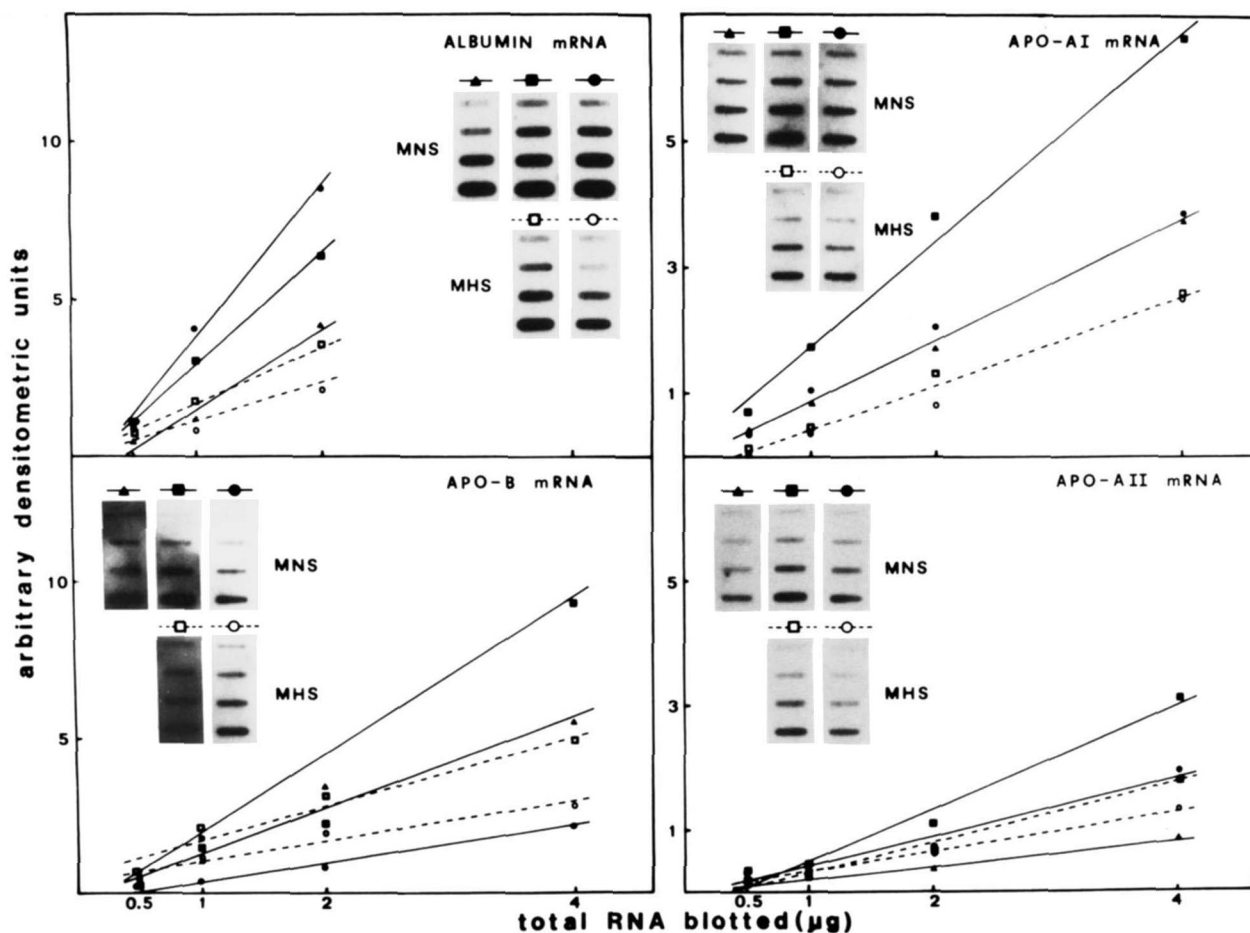 ALBUMIN mRNA
MNS
MHS
10
5
APO-AI mRNA
MNS
MHS
5
3
1
APO-B mRNA
MNS
MHS
10
5
0.5 1 2 4
APO-AII mRNA
MNS
MHS
5
3
1
0.5 1 2 4
arbitrary densitometric units
total RNA blotted(µg)